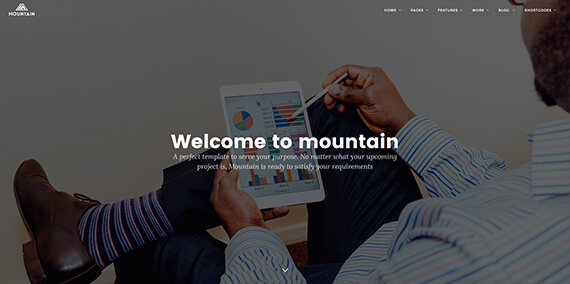 MOUNTAIN
HOME PAGES FEATURES WORK BLOG SHORTCODES
Welcome to mountain
A perfect template to serve your purpose. No matter what your upcoming
project is, Mountain is ready to satisfy your requirements